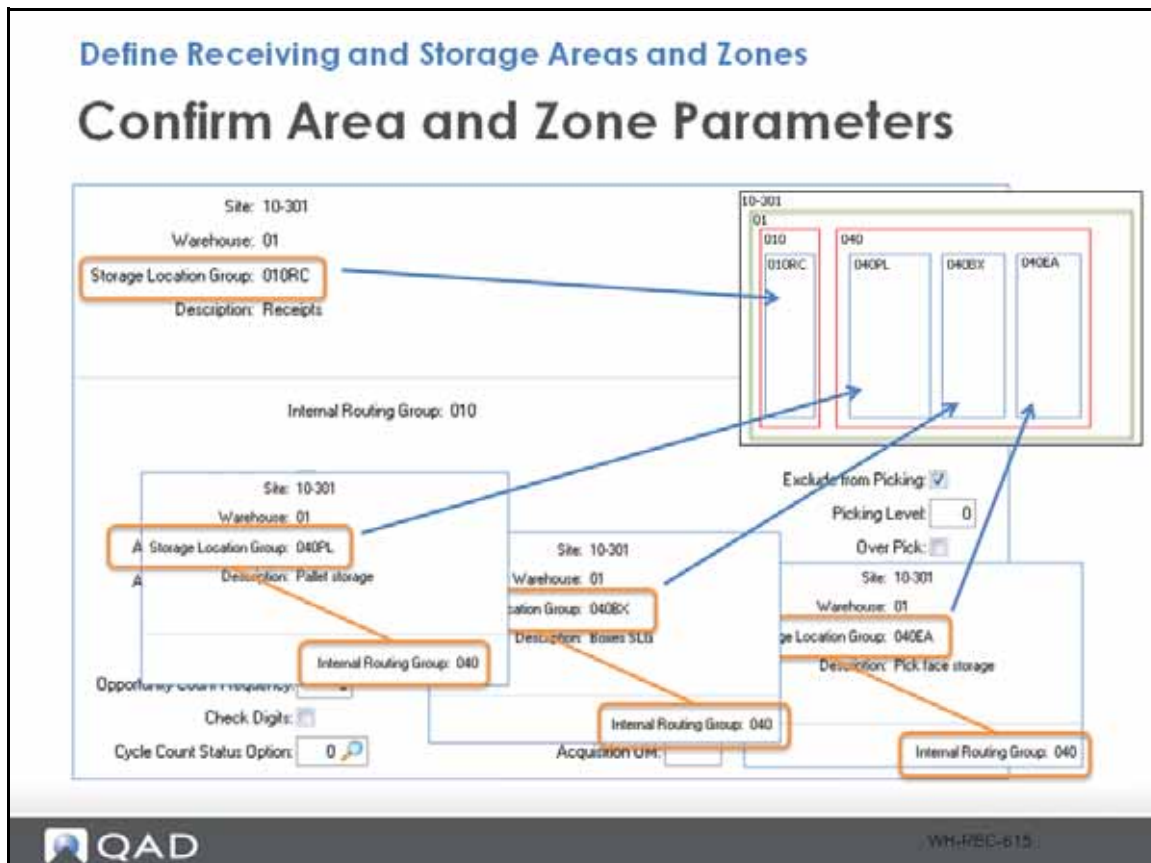 Define Receiving and Storage Areas and Zones
Confirm Area and Zone Parameters
Site: 10-301
Warehouse: 01
Storage Location Group: 010RC
Description: Receipts
Internal Routing Group: 010
10-301
01
010
040
010RC
040PL
040BX
040EA
Exclude from Picking:
Picking Level: 0
Over Pick:
Site: 10-301
Warehouse: 01
A Storage Location Group: 040PL
A Description: Pallet storage
Internal Routing Group: 040
Site: 10-301
Warehouse: 01
cation Group: 040BX
Description: Boxes SLG
Internal Routing Group: 040
Site: 10-301
Warehouse: 01
ge Location Group: 040EA
Description: Pick face storage
Internal Routing Group: 040
Opportunity Count Frequency:
Check Digits:
Cycle Count Status Option: 0
Acquisition UM:
QAD
WH-REC-615